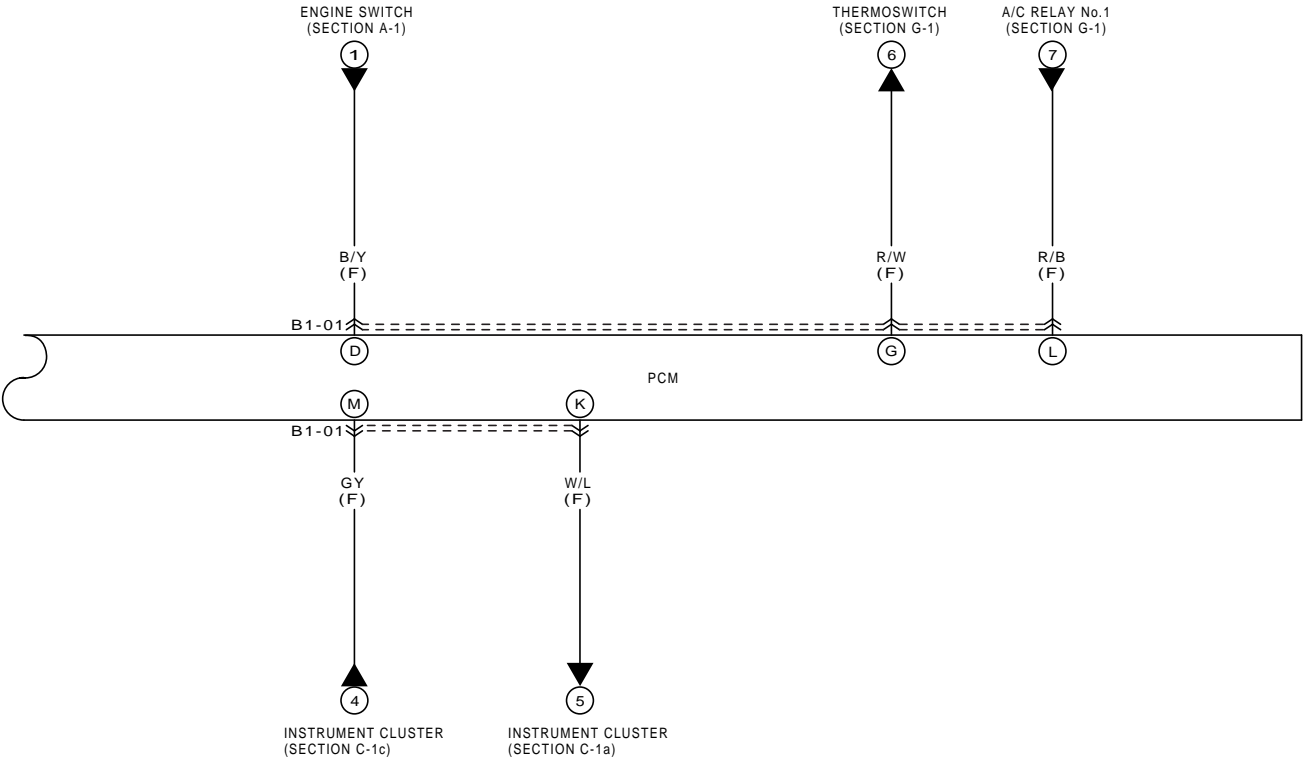 ENGINE SWITCH
(SECTION A-1)
THERMOSWITCH
(SECTION G-1)
A/C RELAY No.1
(SECTION G-1)
1
6
7
B/Y
(F)
R/W
(F)
R/B
(F)
B1-01
D
G
L
PCM
M
K
B1-01
GY
(F)
W/L
(F)
4
5
INSTRUMENT CLUSTER
(SECTION C-1c)
INSTRUMENT CLUSTER
(SECTION C-1a)